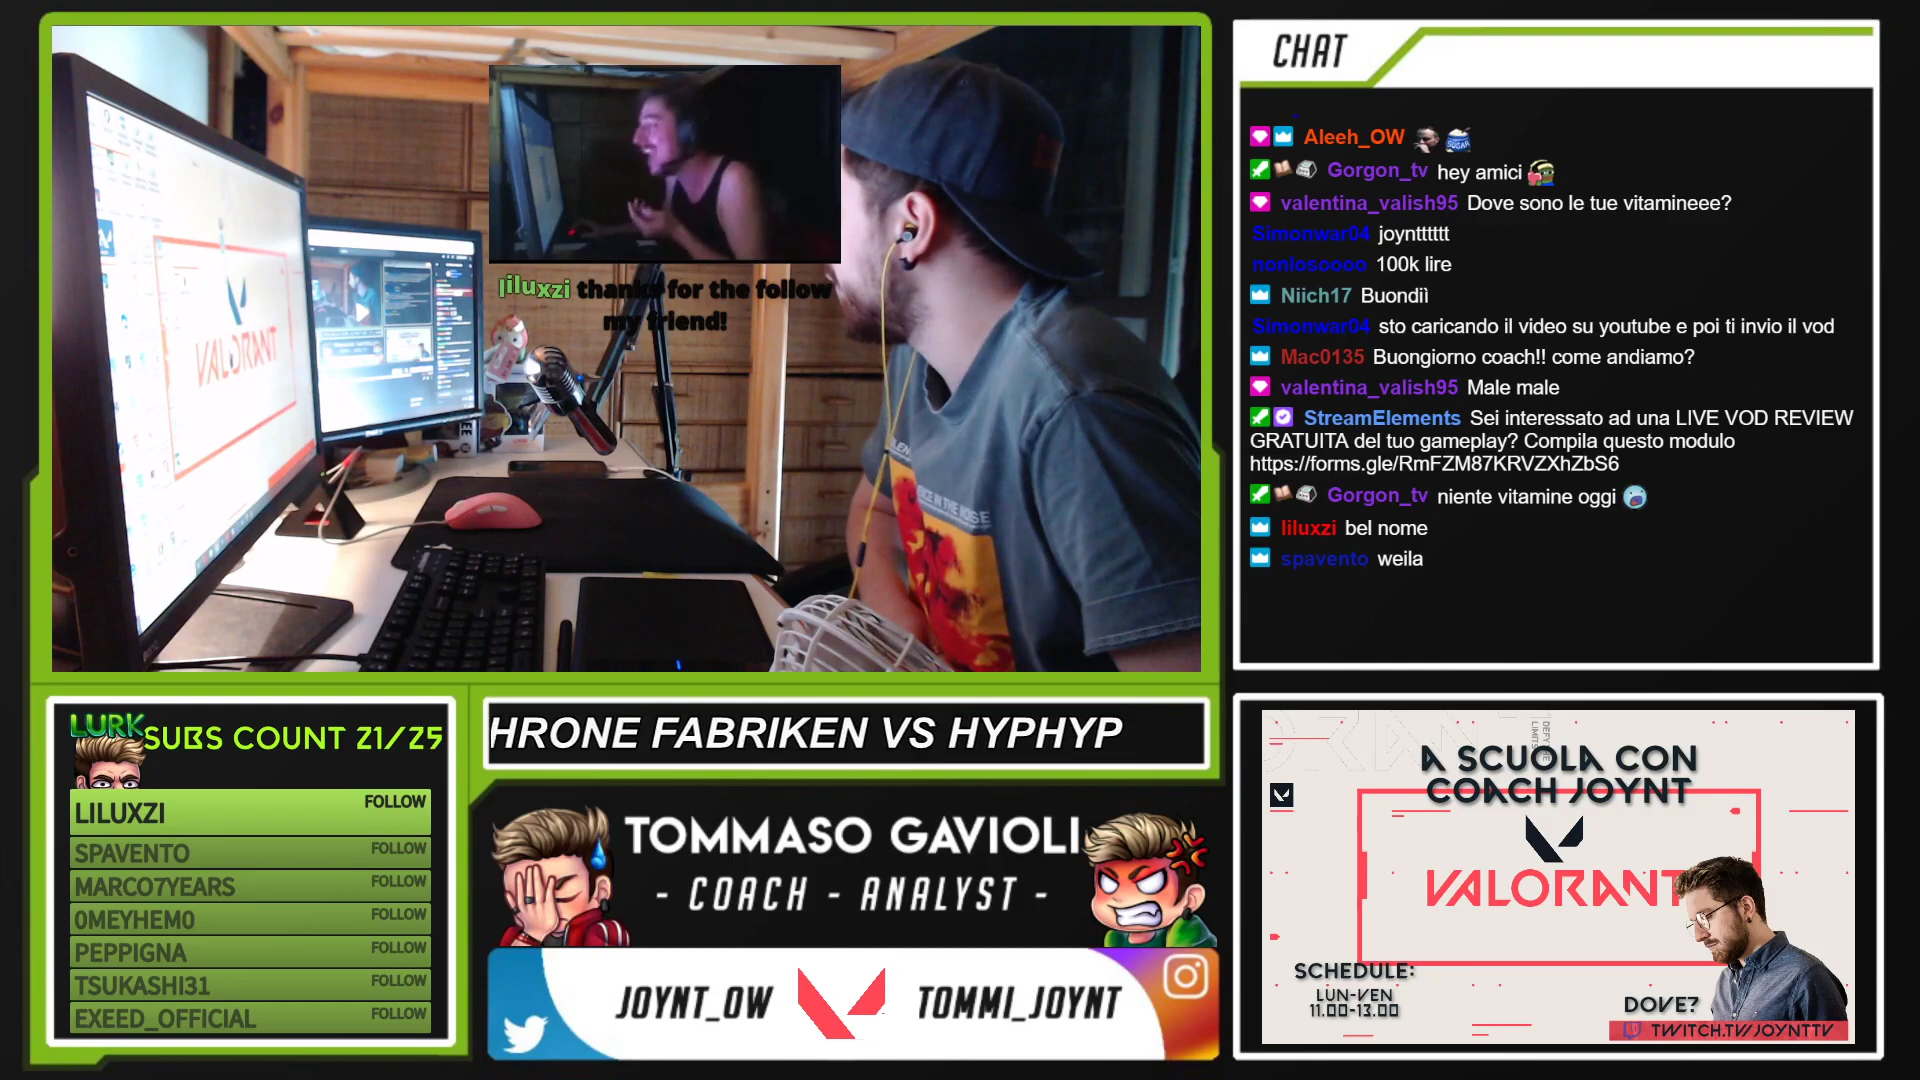 CHAT
Aleeh_OW
Gorgon_tv hey amici
valentina_valish95 Dove sono le tue vitamineee?
Simonwar04 joyntttttt
nonlosoooo 100k lire
Niich17 Buondiì
Simonwar04 sto caricando il video su youtube e poi ti invio il vod
Mac0135 Buongiorno coach!! come andiamo?
valentina_valish95 Male male
StreamElements Sei interessato ad una LIVE VOD REVIEW
GRATUITA del tuo gameplay? Compila questo modulo
https://forms.gle/RmFZM87KRVZXhZbS6
Gorgon_tv niente vitamine oggi
liluxzi bel nome
spavento weila
liluxzi thanks for the follow
my friend!
VALORANT
LURK
SUBS COUNT 21/25
LILUXZI FOLLOW
SPAVENTO FOLLOW
MARCO7YEARS FOLLOW
0MEYHEM0 FOLLOW
PEPPIGNA FOLLOW
TSUKASHI31 FOLLOW
EXEED_OFFICIAL FOLLOW
HRONE FABRIKEN VS HYPHYP
TOMMASO GAVIOLI
- COACH - ANALYST -
JOYNT_OW
TOMMI_JOYNT
A SCUOLA CON
COACH JOYNT
VALORANT
SCHEDULE:
LUN-VEN
11.00-13.00
DOVE?
TWITCH.TV/JOYNTTV